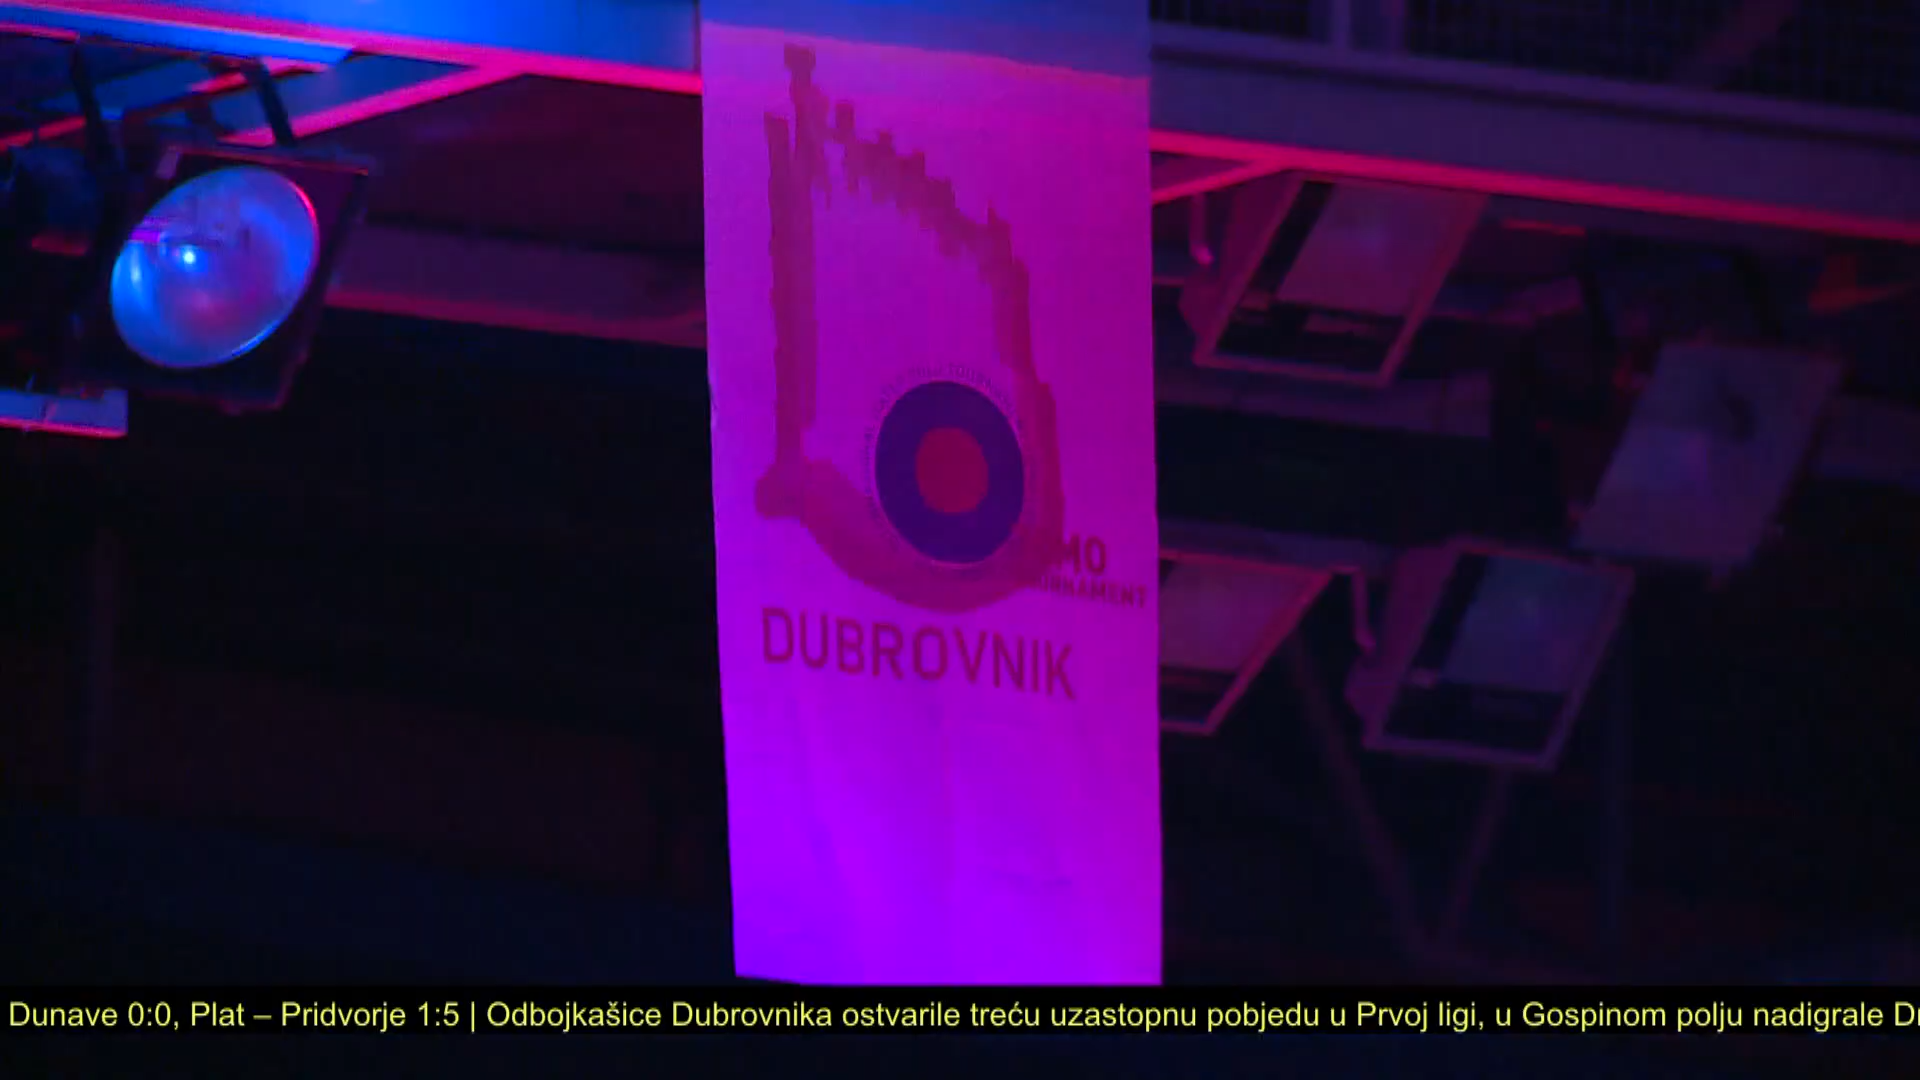 DUBROVNIK
Dunave 0:0, Plat – Pridvorje 1:5 | Odbojkašice Dubrovnika ostvarile treću uzastopnu pobjedu u Prvoj ligi, u Gospinom polju nadigrale